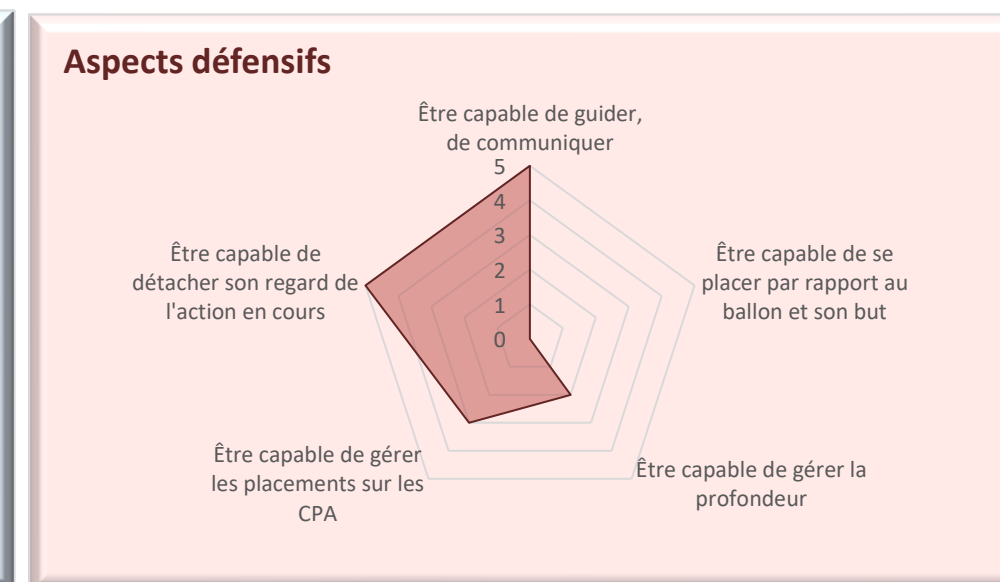 Aspects défensifs
Être capable de guider,
de communiquer
5
4
3
2
1
0
Être capable de se
placer par rapport au
ballon et son but
Être capable de gérer la
profondeur
Être capable de gérer
les placements sur les
CPA
Être capable de
détacher son regard de
l'action en cours